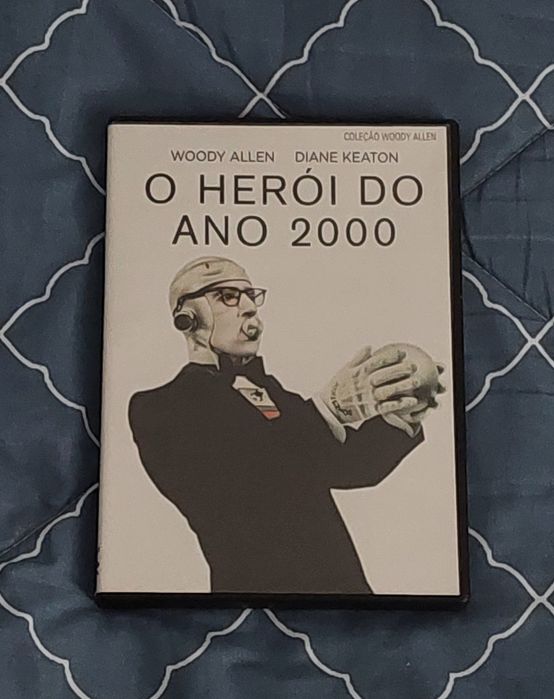 COLEÇÃO WOODY ALLEN
WOODY ALLEN DIANE KEATON
O HERÓI DO
ANO 2000